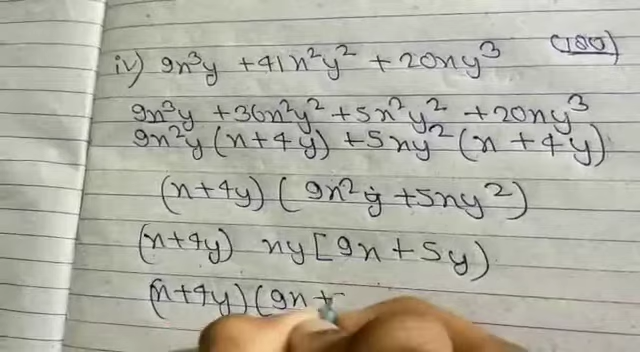 iv) 9x³y + 41x²y² + 20xy³ (180)
9x³y + 36x²y² + 5x²y² + 20xy³
9x²y (x + 4y) + 5xy² (x + 4y)
(x + 4y) ( 9x²y + 5xy² )
(x + 4y) xy [ 9x + 5y )
(x + 4y) ( 9x +